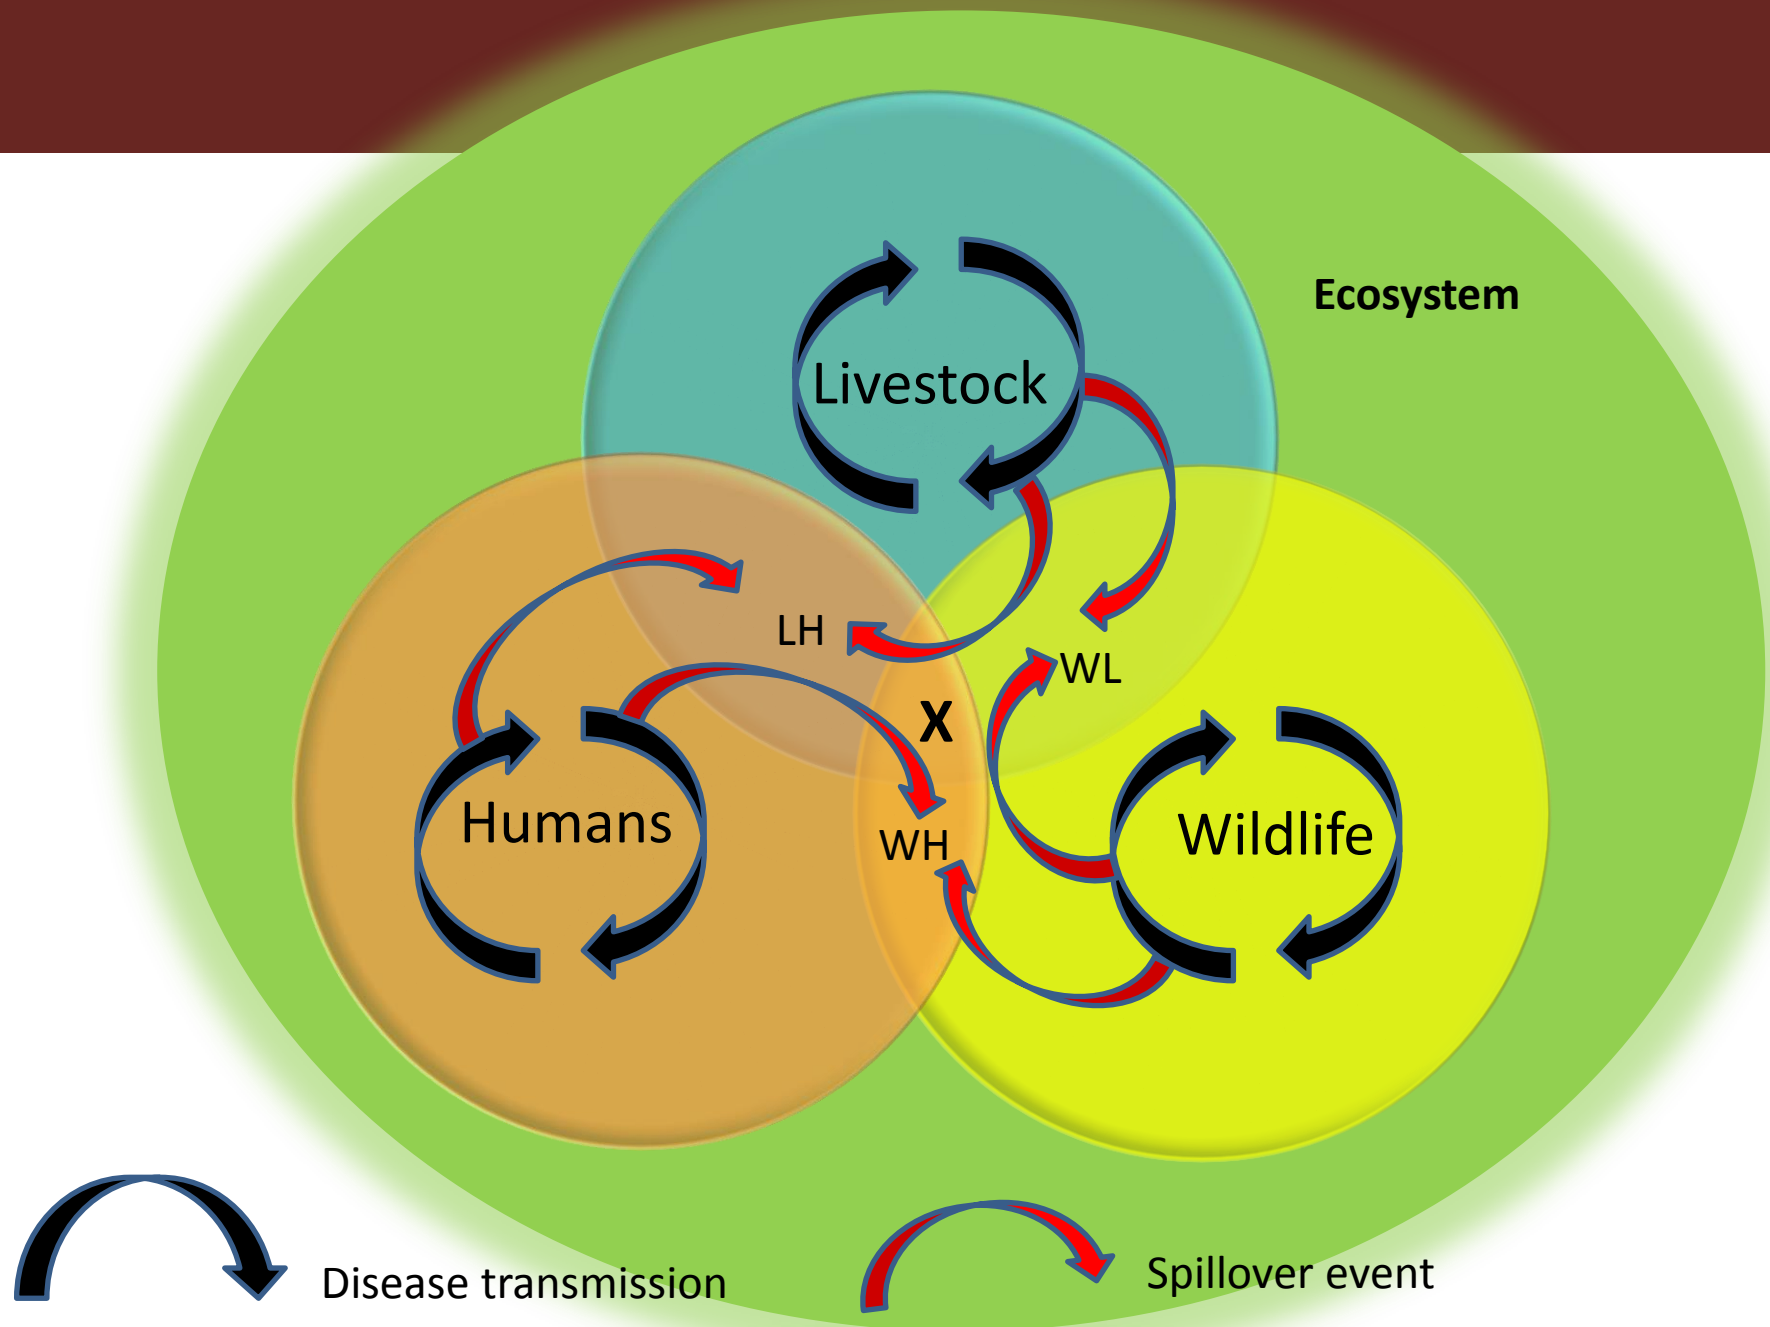 Ecosystem
Livestock
LH
WL
X
Humans
WH
Wildlife
Disease transmission
Spillover event